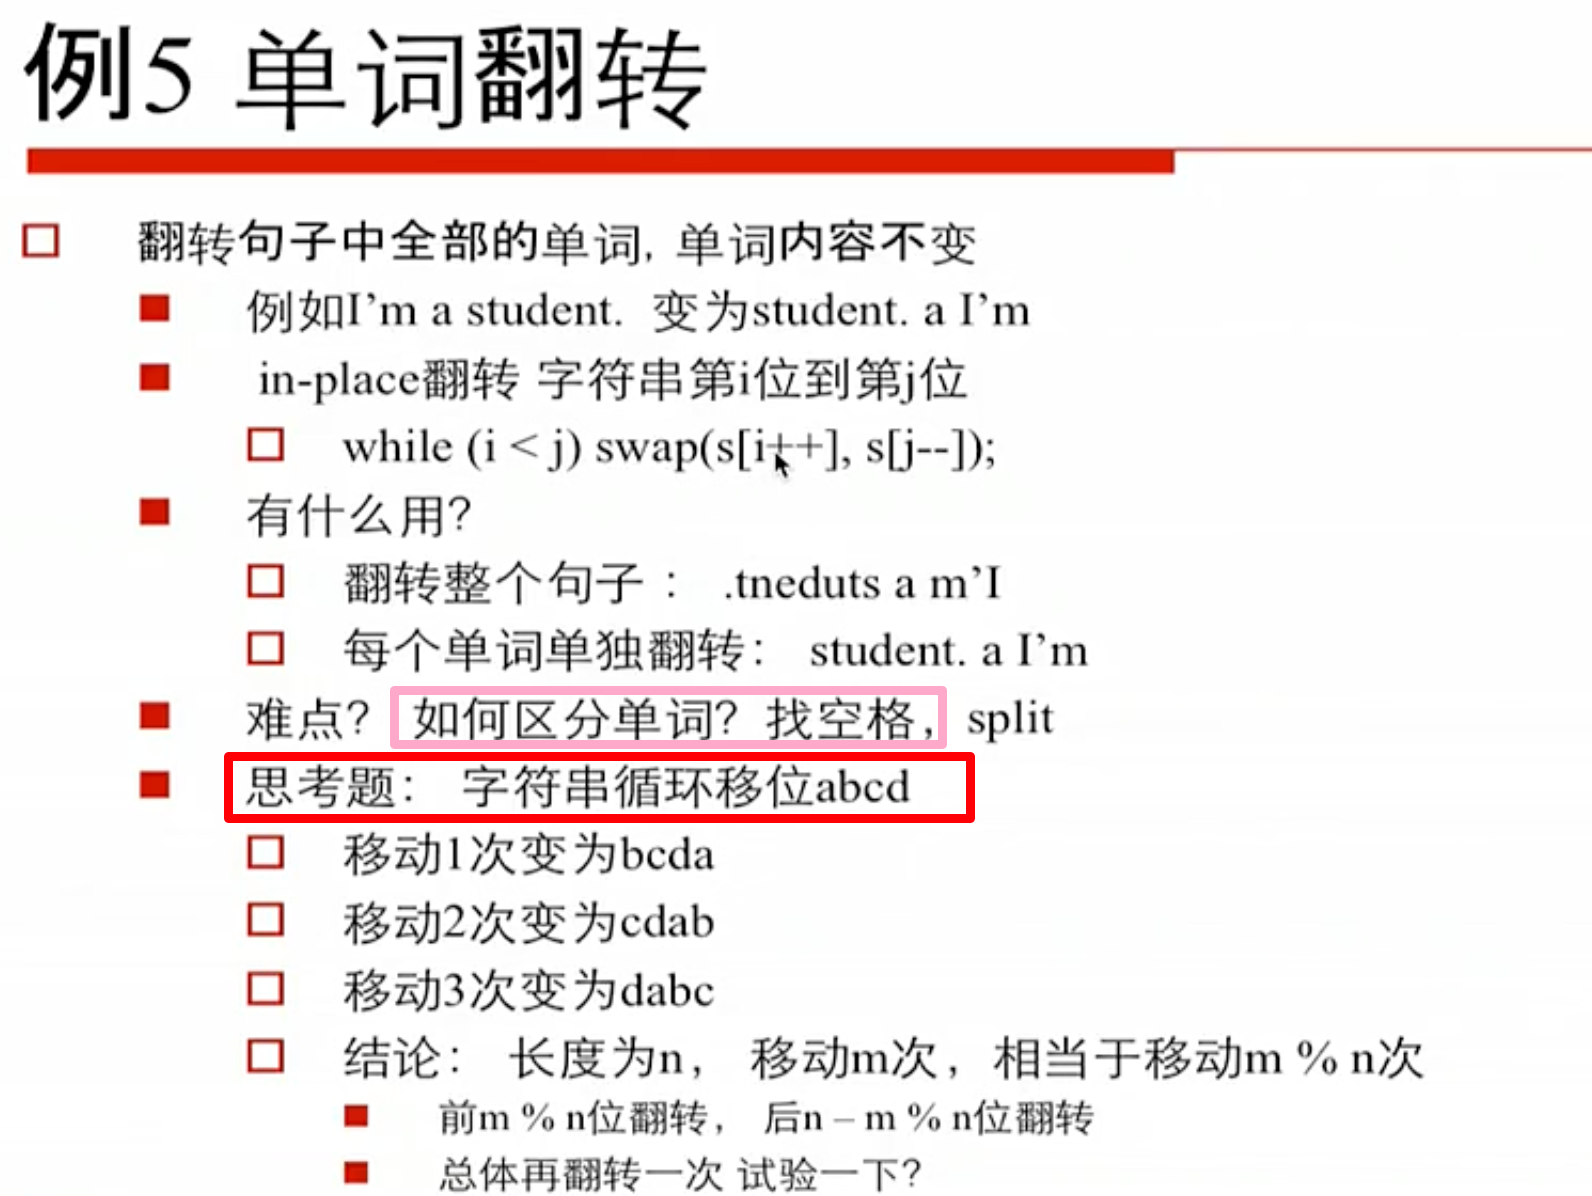 例5 单词翻转
翻转句子中全部的单词, 单词内容不变
例如I’m a student. 变为student. a I’m
in-place翻转 字符串第i位到第j位
while (i < j) swap(s[i++], s[j--]);
有什么用?
翻转整个句子： .tneduts a m’I
每个单词单独翻转： student. a I’m
难点? 如何区分单词? 找空格，split
思考题： 字符串循环移位abcd
移动1次变为bcda
移动2次变为cdab
移动3次变为dabc
结论： 长度为n， 移动m次，相当于移动m % n次
前m % n位翻转， 后n – m % n位翻转
总体再翻转一次 试验一下?